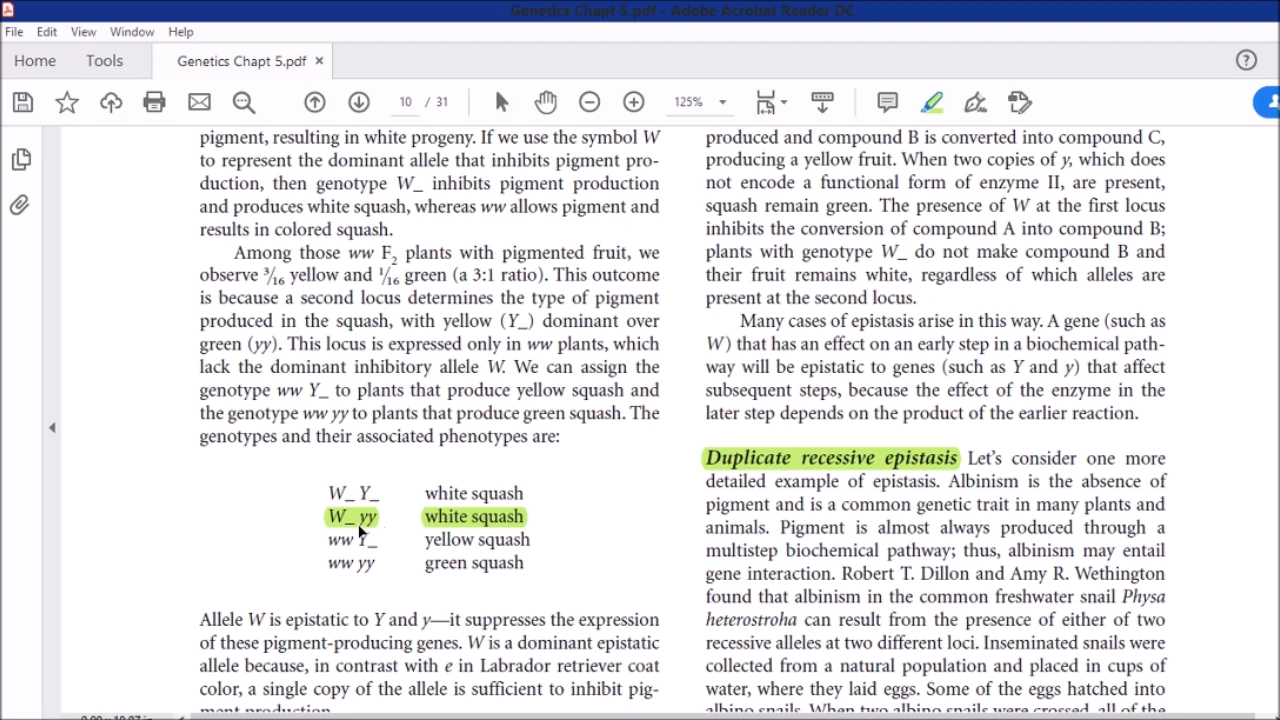 Genetics Chapt 5.pdf - Adobe Acrobat Reader DC
File Edit View Window Help
Home Tools Genetics Chapt 5.pdf ×
10 / 31 125%
pigment, resulting in white progeny. If we use the symbol W
to represent the dominant allele that inhibits pigment pro-
duction, then genotype W_ inhibits pigment production
and produces white squash, whereas ww allows pigment and
results in colored squash.
Among those ww F₂ plants with pigmented fruit, we
observe ³⁄₁₆ yellow and ¹⁄₁₆ green (a 3:1 ratio). This outcome
is because a second locus determines the type of pigment
produced in the squash, with yellow (Y_) dominant over
green (yy). This locus is expressed only in ww plants, which
lack the dominant inhibitory allele W. We can assign the
genotype ww Y_ to plants that produce yellow squash and
the genotype ww yy to plants that produce green squash. The
genotypes and their associated phenotypes are:
W_ Y_ white squash
W_ yy white squash
ww Y_ yellow squash
ww yy green squash
Allele W is epistatic to Y and y—it suppresses the expression
of these pigment-producing genes. W is a dominant epistatic
allele because, in contrast with e in Labrador retriever coat
color, a single copy of the allele is sufficient to inhibit pig-
ment production.
produced and compound B is converted into compound C,
producing a yellow fruit. When two copies of y, which does
not encode a functional form of enzyme II, are present,
squash remain green. The presence of W at the first locus
inhibits the conversion of compound A into compound B;
plants with genotype W_ do not make compound B and
their fruit remains white, regardless of which alleles are
present at the second locus.
Many cases of epistasis arise in this way. A gene (such as
W) that has an effect on an early step in a biochemical path-
way will be epistatic to genes (such as Y and y) that affect
subsequent steps, because the effect of the enzyme in the
later step depends on the product of the earlier reaction.
Duplicate recessive epistasis Let's consider one more
detailed example of epistasis. Albinism is the absence of
pigment and is a common genetic trait in many plants and
animals. Pigment is almost always produced through a
multistep biochemical pathway; thus, albinism may entail
gene interaction. Robert T. Dillon and Amy R. Wethington
found that albinism in the common freshwater snail Physa
heterostroha can result from the presence of either of two
recessive alleles at two different loci. Inseminated snails were
collected from a natural population and placed in cups of
water, where they laid eggs. Some of the eggs hatched into
albino snails. When two albino snails were crossed, all of the